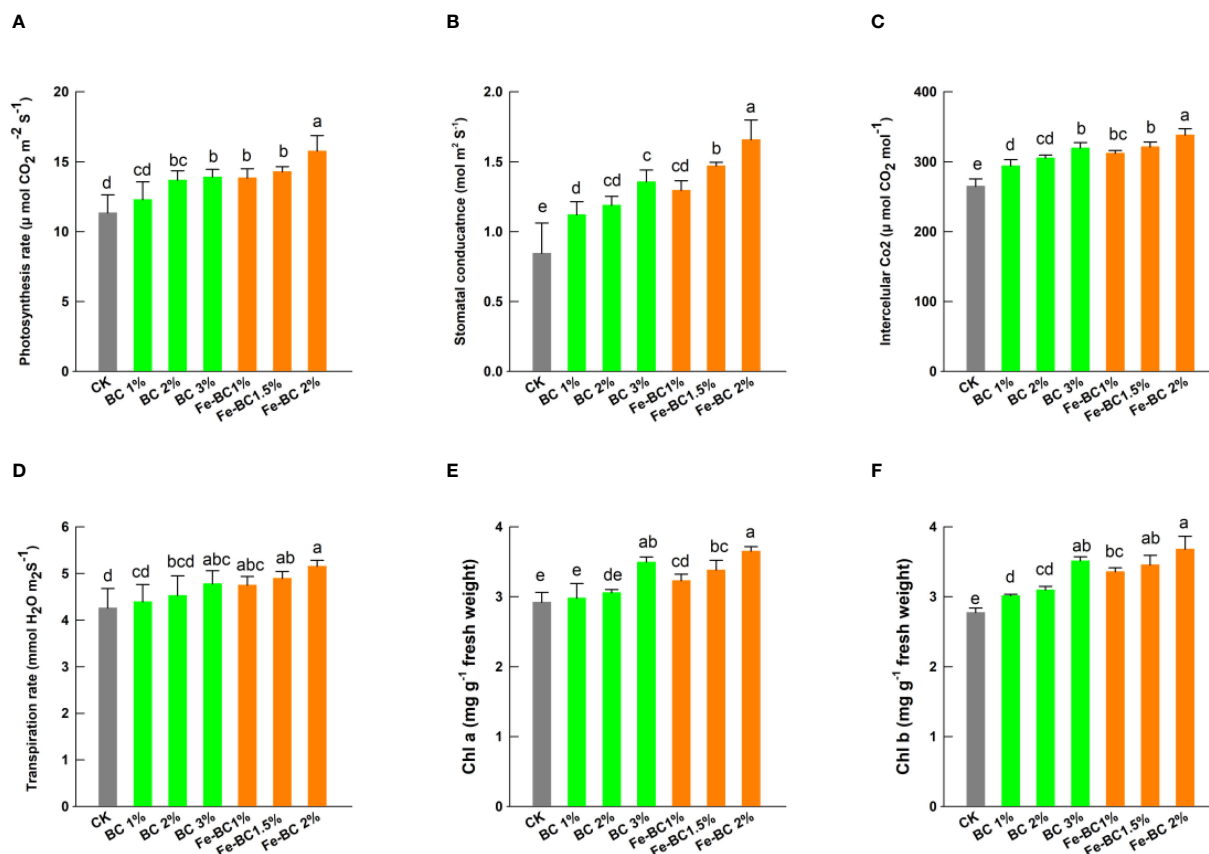 A
Photosynthesis rate (µ mol CO₂ m⁻² S⁻¹)
20
15
10
5
0
d
cd
bc
b
b
b
a
CK
BC 1%
BC 2%
BC 3%
Fe-BC1%
Fe-BC1.5%
Fe-BC 2%
B
Stomatal conducatnce (mol m² S⁻¹)
2.0
1.5
1.0
0.5
0.0
e
d
cd
c
cd
b
a
CK
BC 1%
BC 2%
BC 3%
Fe-BC1%
Fe-BC1.5%
Fe-BC 2%
C
Intercelular Co2 (µ mol CO₂ mol⁻¹)
400
300
200
100
0
e
d
cd
b
bc
b
a
CK
BC 1%
BC 2%
BC 3%
Fe-BC1%
Fe-BC1.5%
Fe-BC 2%
D
Transpiration rate (mmol H₂O m₂S⁻¹)
6
5
4
3
2
1
0
d
cd
bcd
abc
abc
ab
a
CK
BC 1%
BC 2%
BC 3%
Fe-BC1%
Fe-BC1.5%
Fe-BC 2%
E
Chl a (mg g⁻¹ fresh weight)
4
3
2
1
0
e
e
de
ab
cd
bc
a
CK
BC 1%
BC 2%
BC 3%
Fe-BC1%
Fe-BC1.5%
Fe-BC 2%
F
Chl b (mg g⁻¹ fresh weight)
4
3
2
1
0
e
d
cd
ab
bc
ab
a
CK
BC 1%
BC 2%
BC 3%
Fe-BC1%
Fe-BC1.5%
Fe-BC 2%